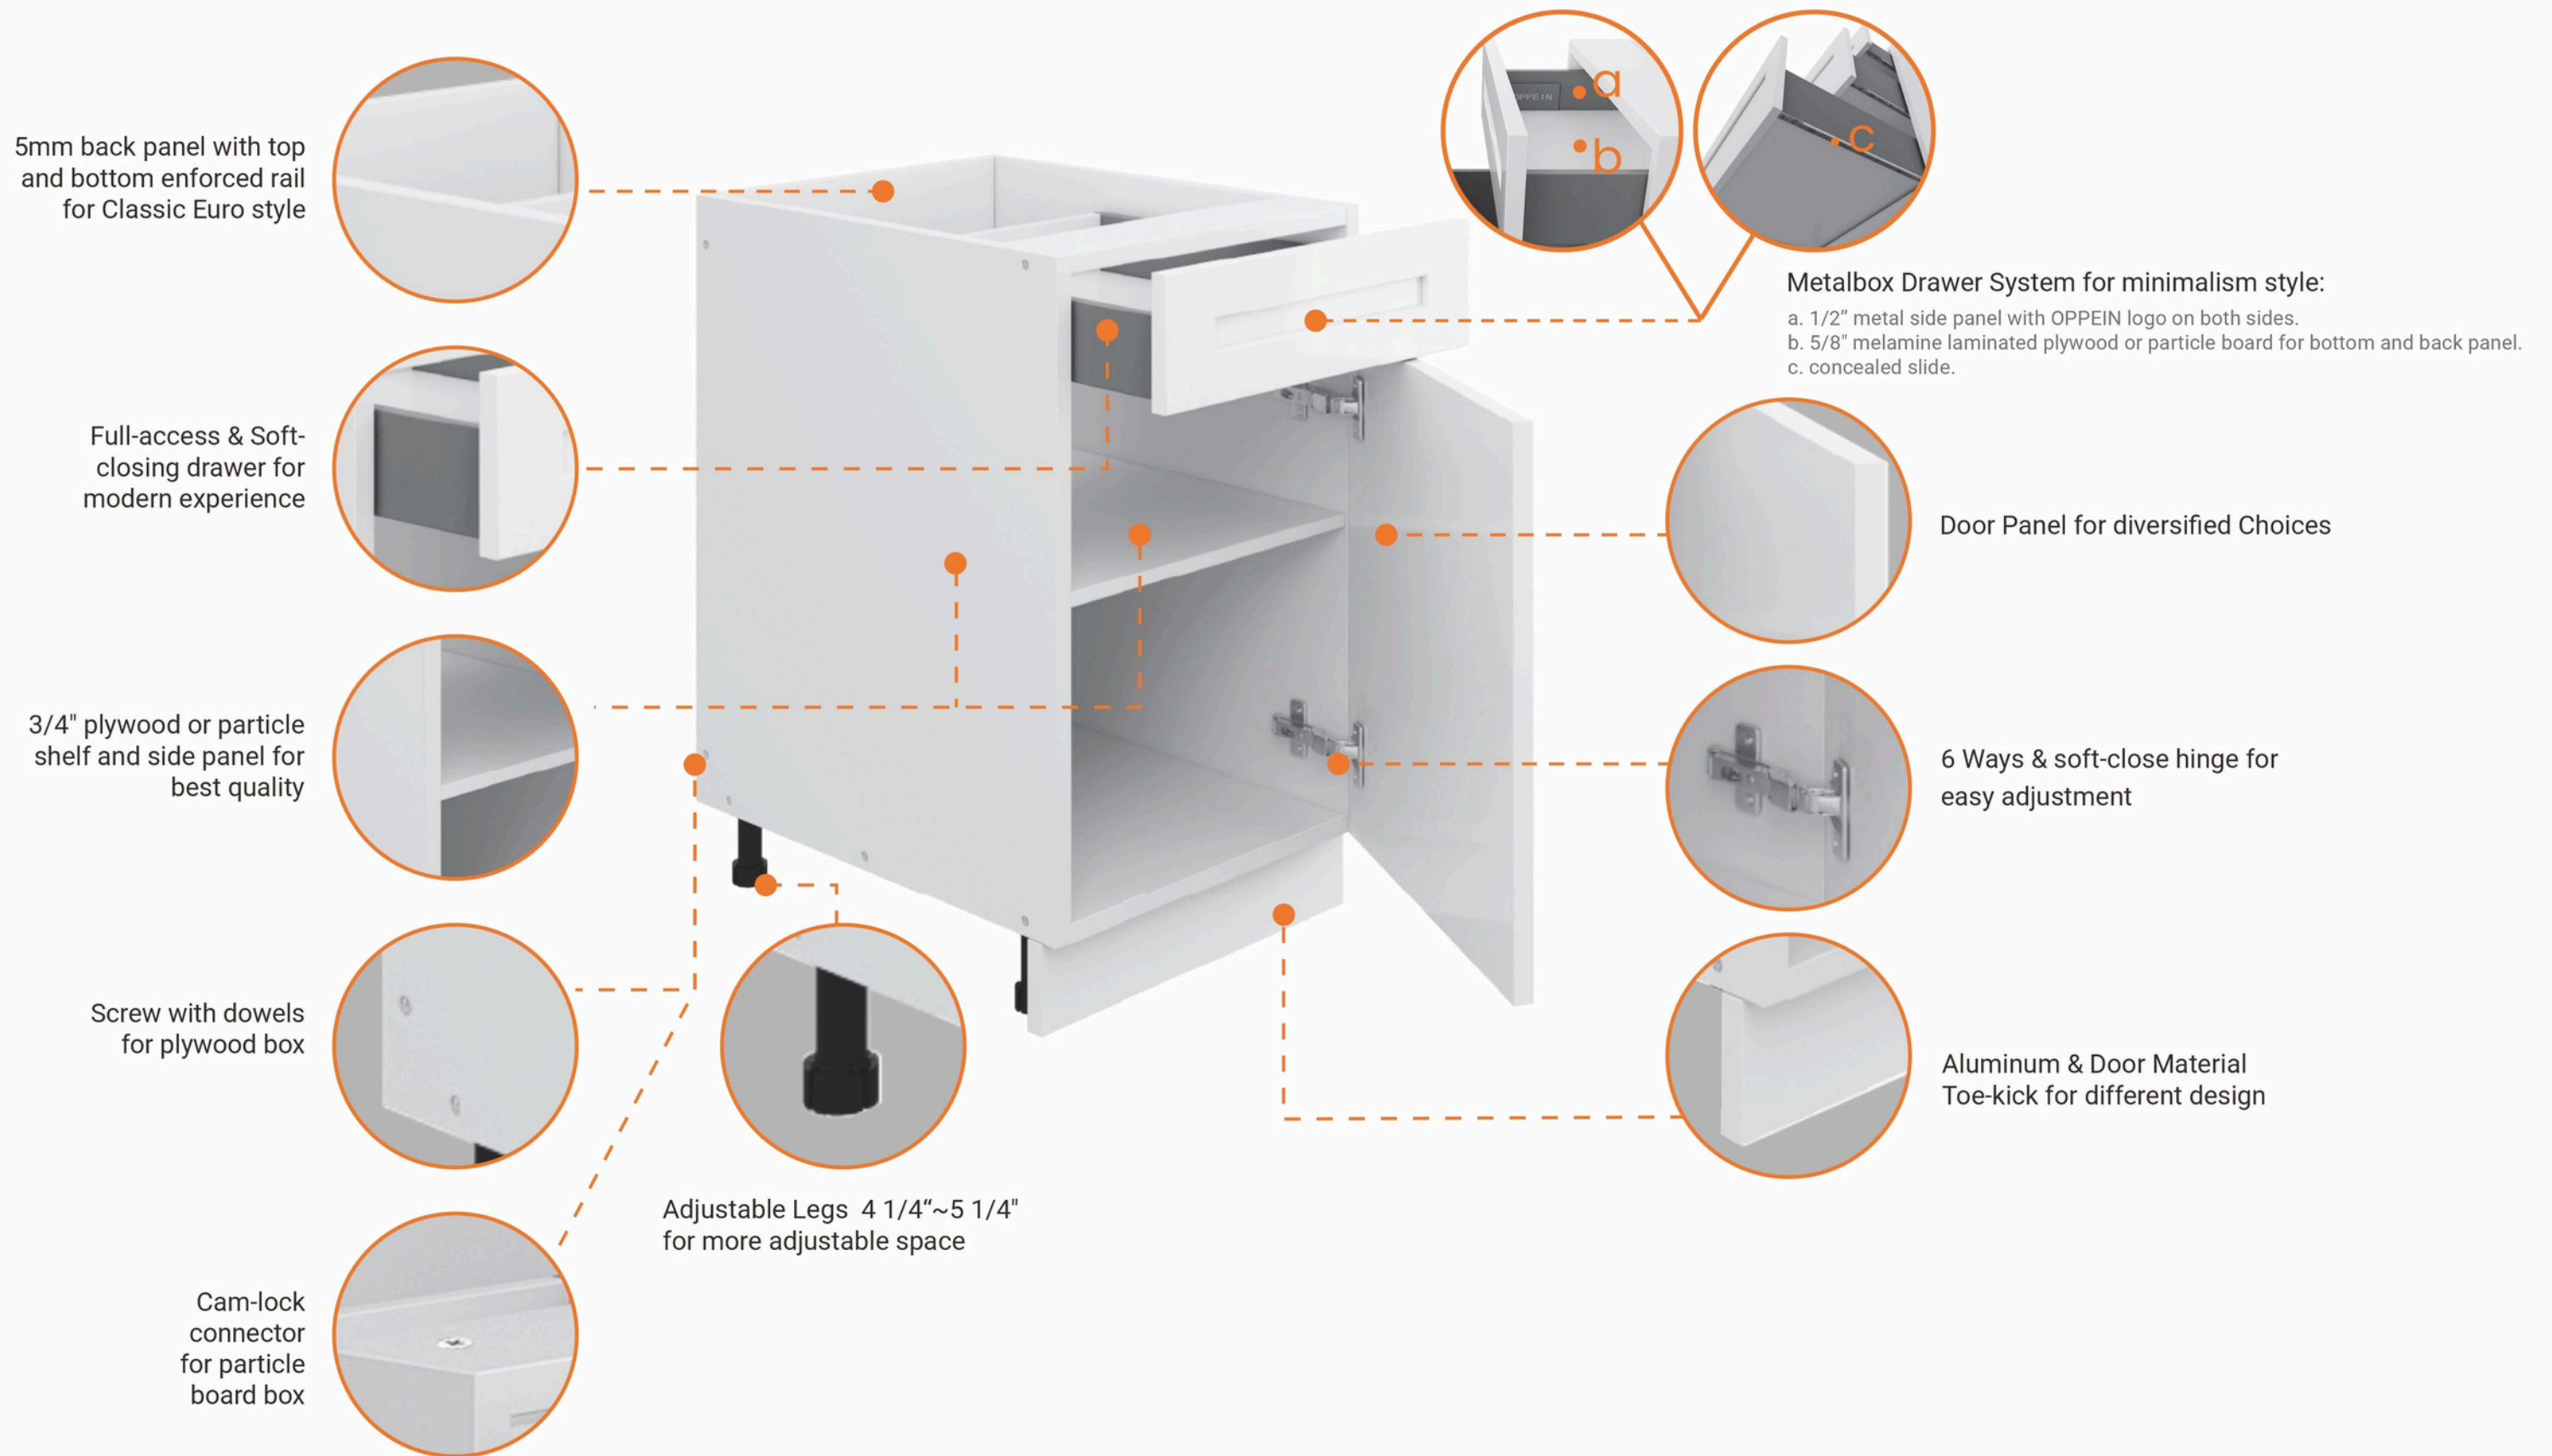 5mm back panel with top
and bottom enforced rail
for Classic Euro style
Full-access & Soft-
closing drawer for
modern experience
3/4" plywood or particle
shelf and side panel for
best quality
Screw with dowels
for plywood box
Cam-lock
connector
for particle
board box
Adjustable Legs  4 1/4“~5 1/4"
for more adjustable space
OPPEIN
a
b
c
Metalbox Drawer System for minimalism style:
a. 1/2” metal side panel with OPPEIN logo on both sides.
b. 5/8" melamine laminated plywood or particle board for bottom and back panel.
c. concealed slide.
Door Panel for diversified Choices
6 Ways & soft-close hinge for
easy adjustment
Aluminum & Door Material
Toe-kick for different design